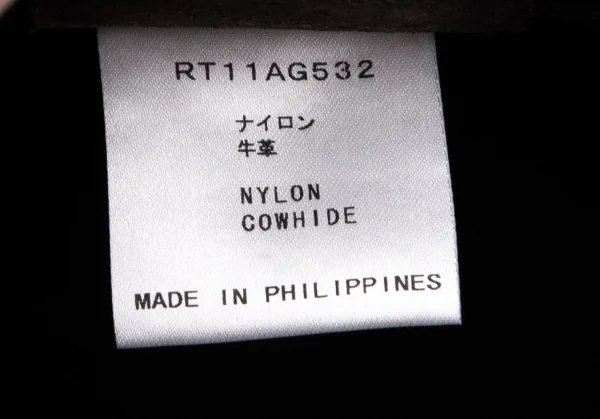 RT11AG532
ナイロン
牛革
NYLON
COWHIDE
MADE IN PHILIPPINES